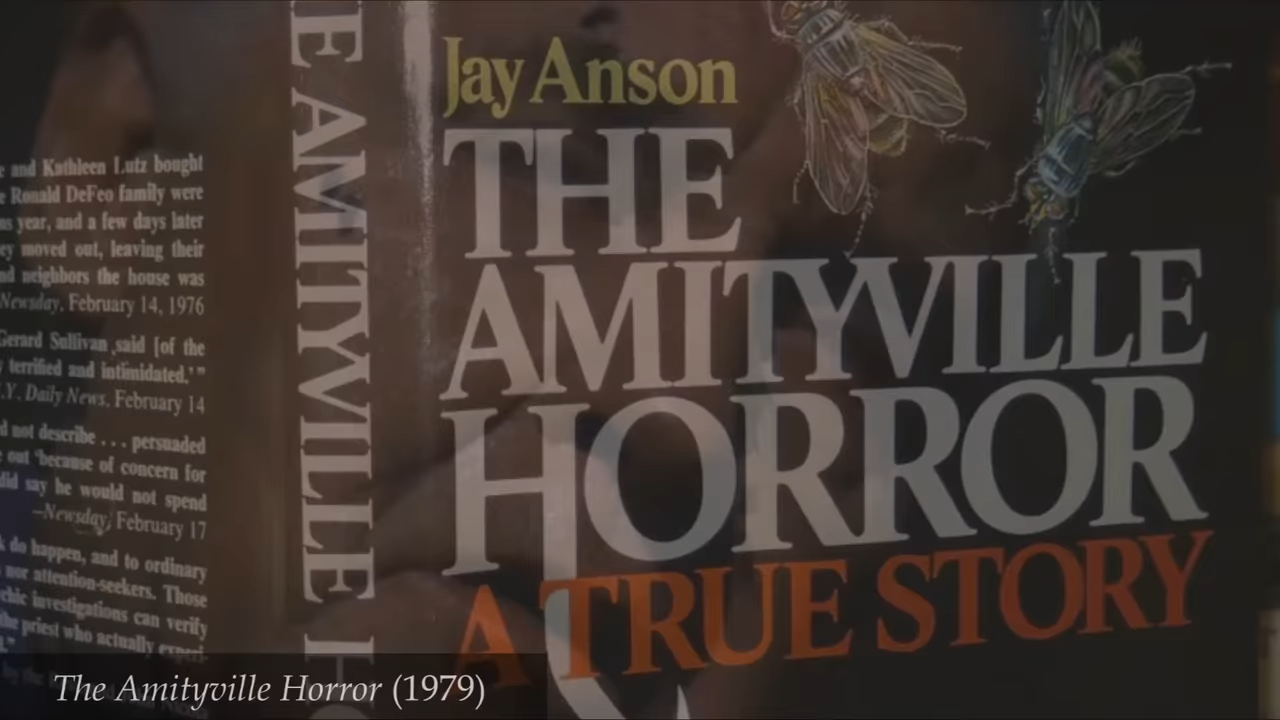 and Kathleen Lutz bought
Ronald DeFeo family were
year, and a few days later
moved out, leaving their
neighbors the house was
Newsday, February 14, 1976
Gerard Sullivan said [of the
terrified and intimidated.'"
Daily News, February 14
not describe . . . persuaded
out 'because of concern for
did say he would not spend
—Newsday, February 17
do happen, and to ordinary
nor attention-seekers. Those
investigations can verify
the priest who actually experi-
E AMITYVILLE H
Jay Anson
THE
AMITYVILLE
HORROR
A TRUE STORY
The Amityville Horror (1979)